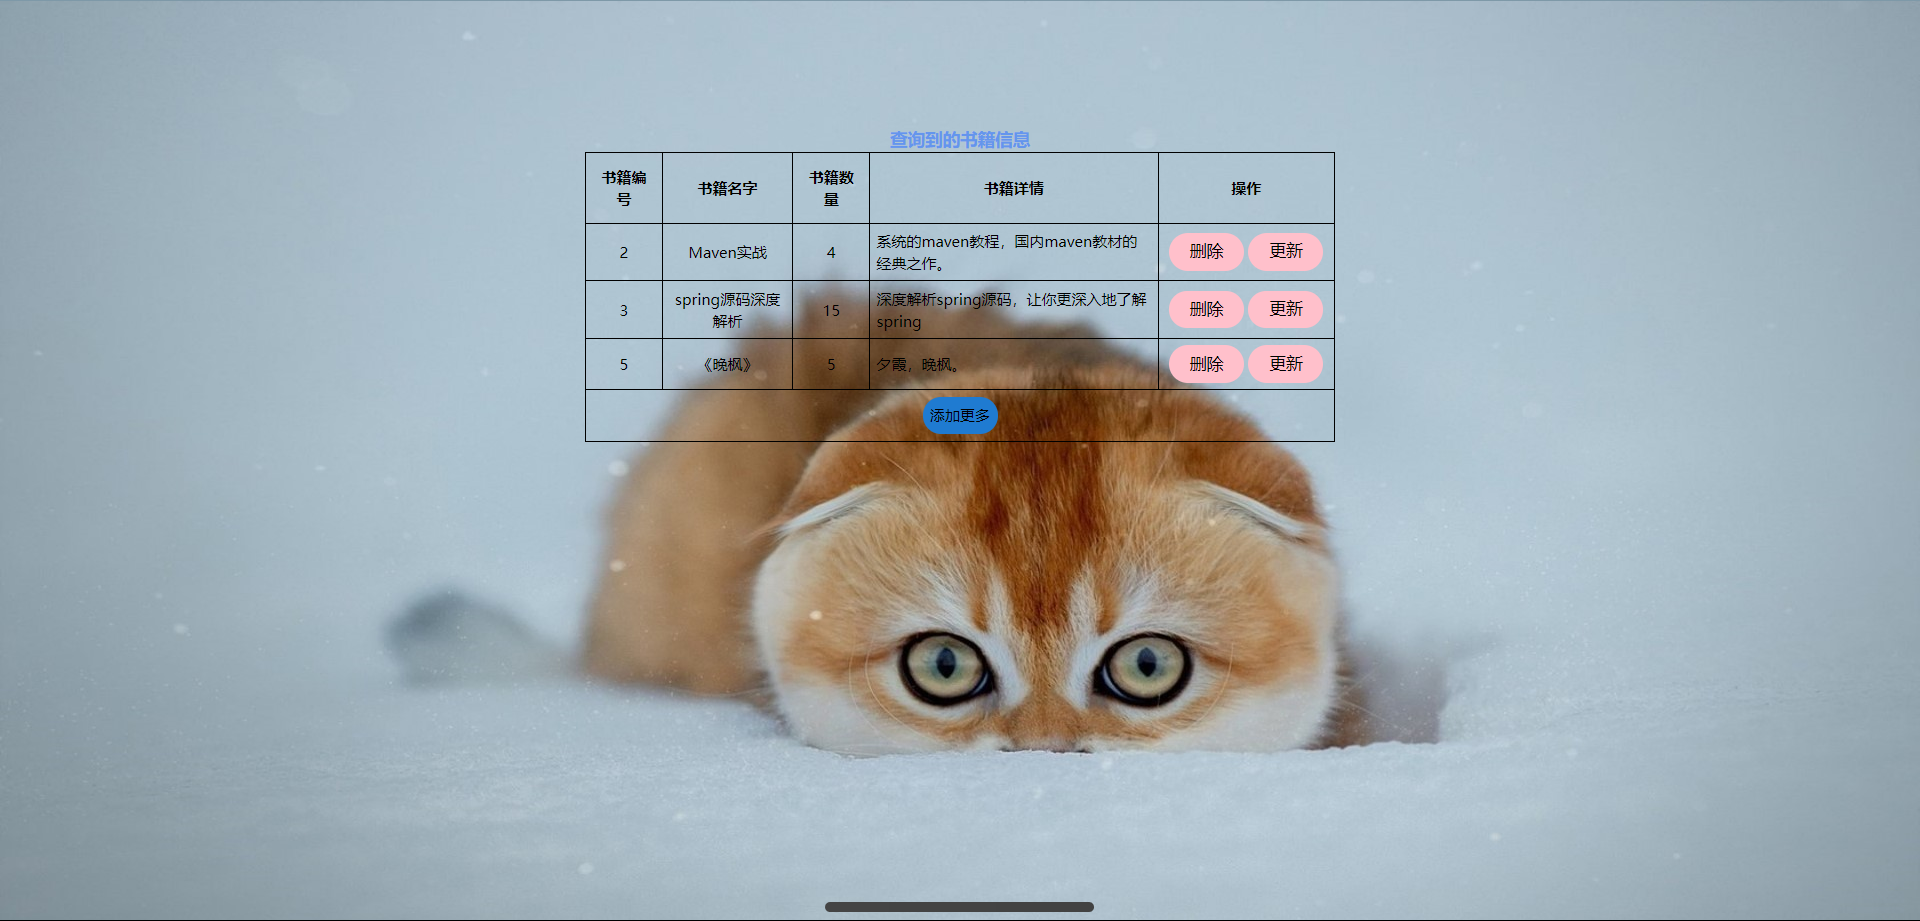 查询到的书籍信息
书籍编
号
书籍名字
书籍数
量
书籍详情
操作
2
Maven实战
4
系统的maven教程，国内maven教材的
经典之作。
删除
更新
3
spring源码深度
解析
15
深度解析spring源码，让你更深入地了解
spring
删除
更新
5
《晚枫》
5
夕霞，晚枫。
删除
更新
添加更多